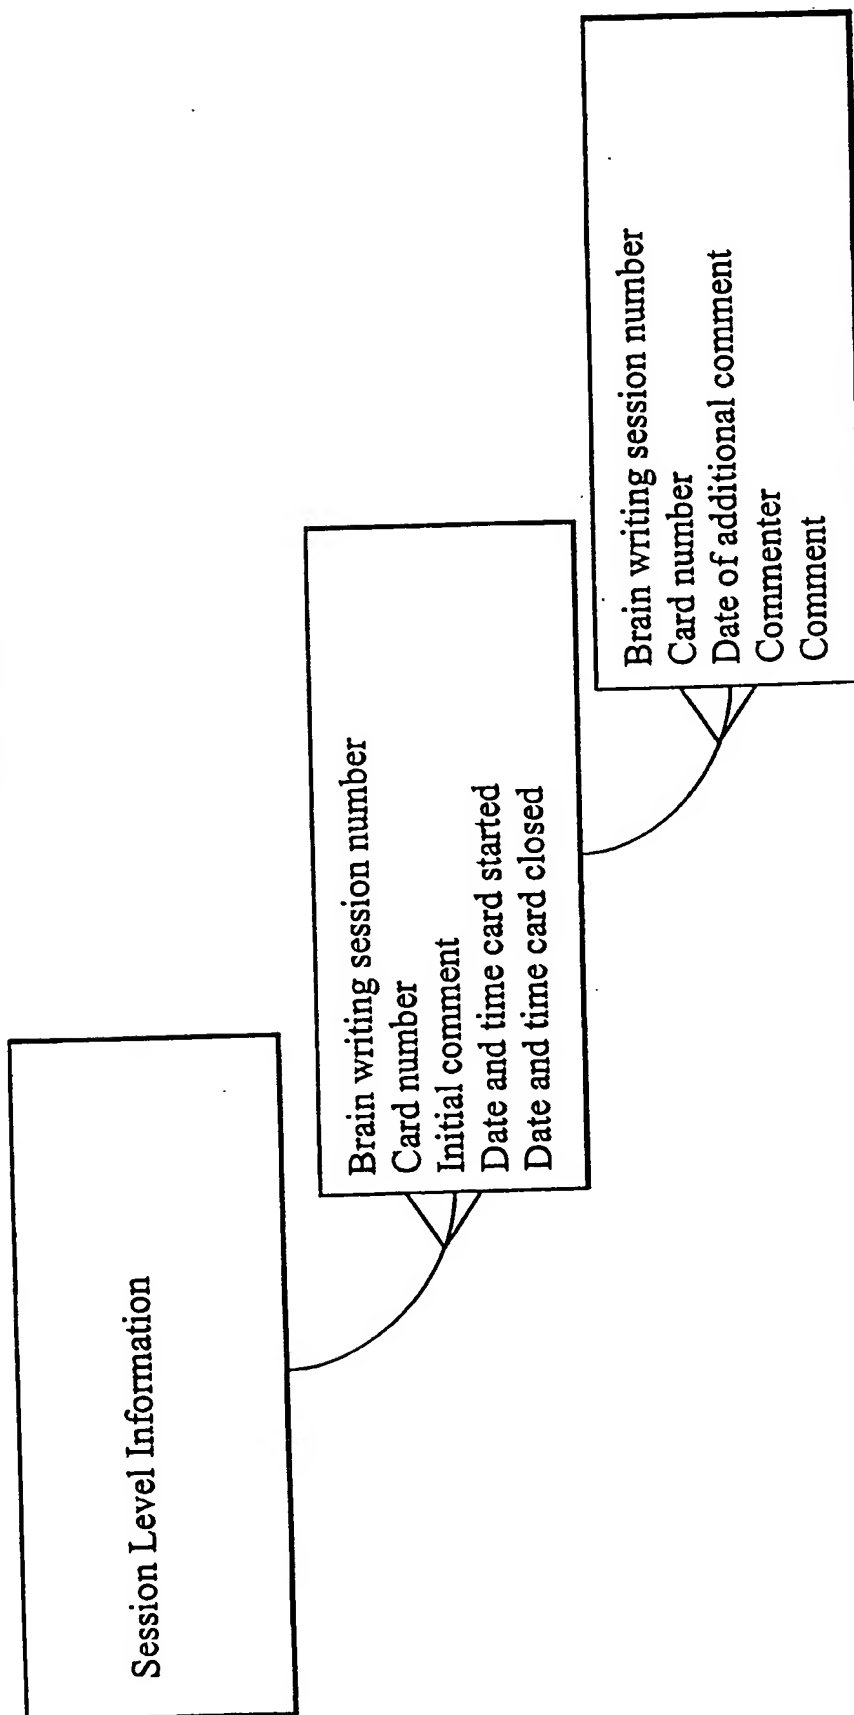 Session Level Information
Brain writing session number
Card number
Initial comment
Date and time card started
Date and time card closed
Brain writing session number
Card number
Date of additional comment
Commenter
Comment